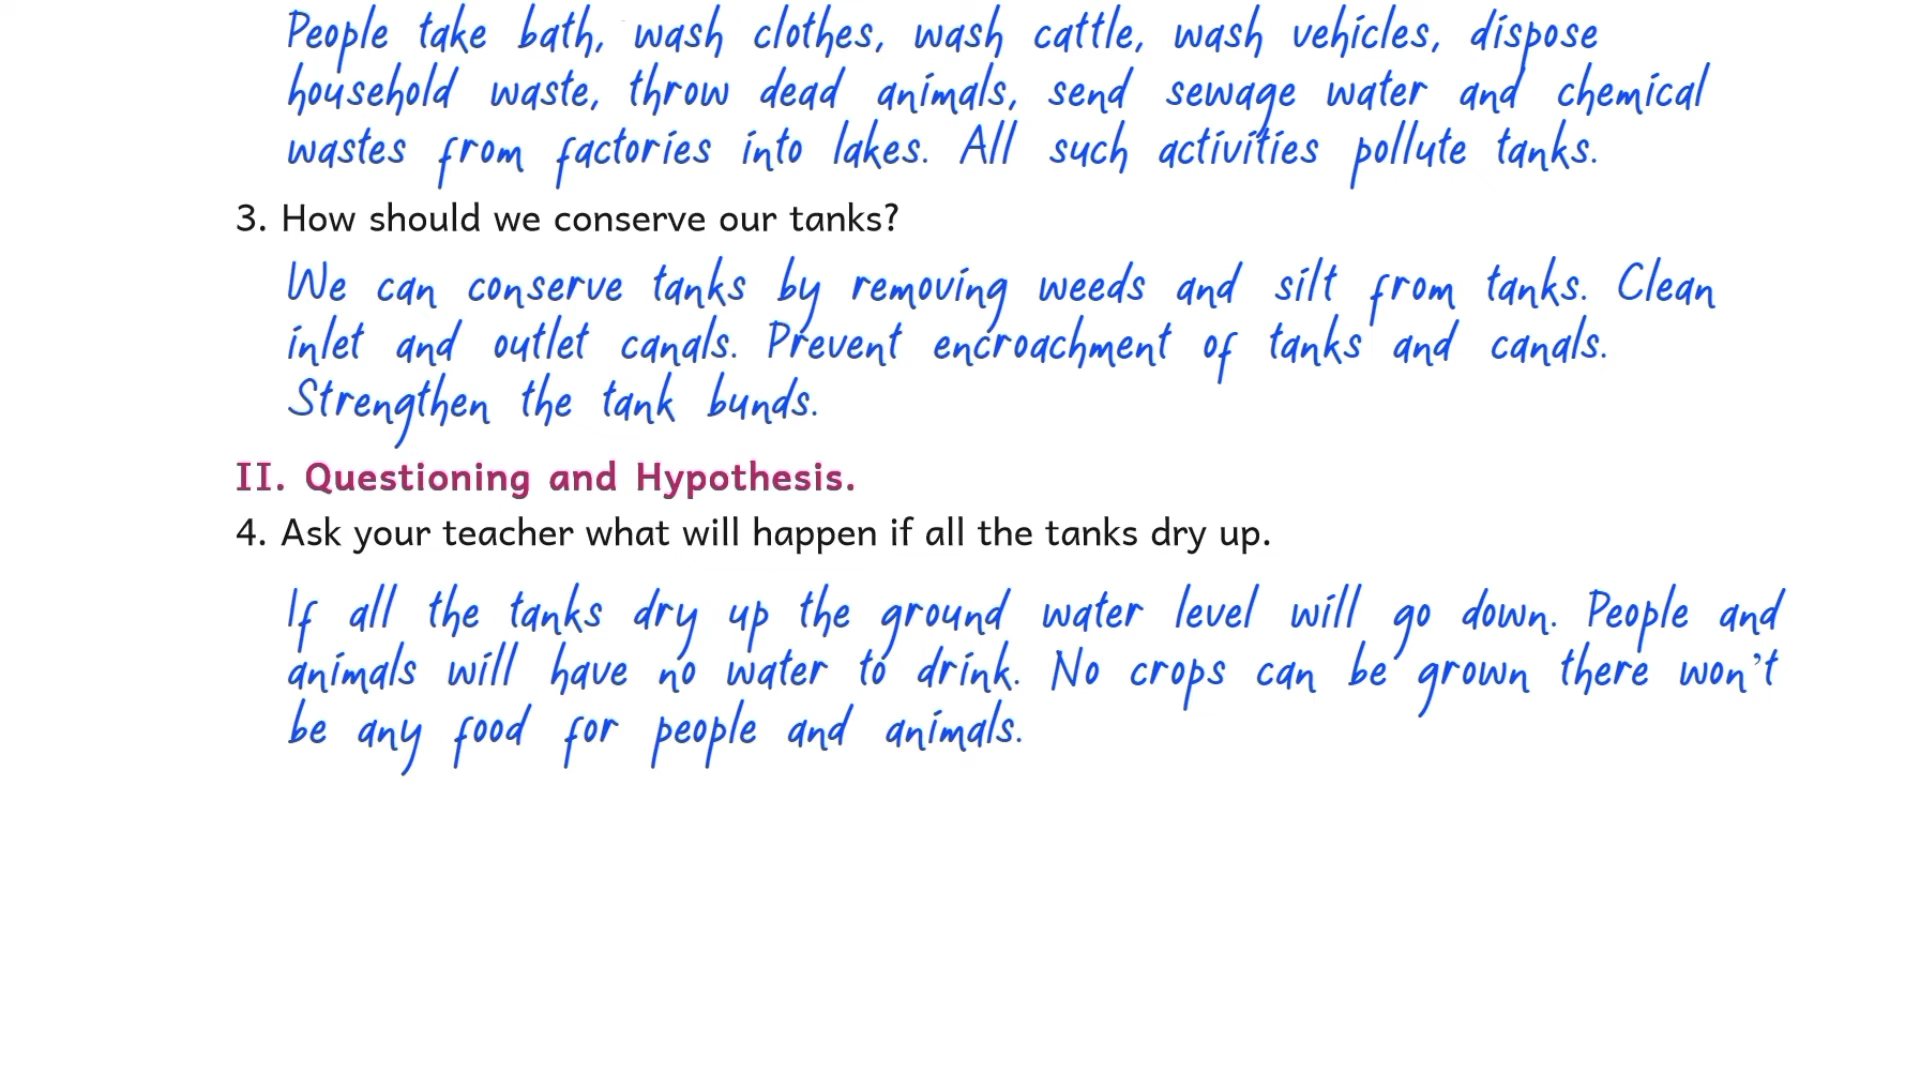 People take bath, wash clothes, wash cattle, wash vehicles, dispose
household waste, throw dead animals, send sewage water and chemical
wastes from factories into lakes. All such activities pollute tanks.
3. How should we conserve our tanks?
We can conserve tanks by removing weeds and silt from tanks. Clean
inlet and outlet canals. Prevent encroachment of tanks and canals.
Strengthen the tank bunds.
II. Questioning and Hypothesis.
4. Ask your teacher what will happen if all the tanks dry up.
If all the tanks dry up the ground water level will go down. People and
animals will have no water to drink. No crops can be grown there won't
be any food for people and animals.